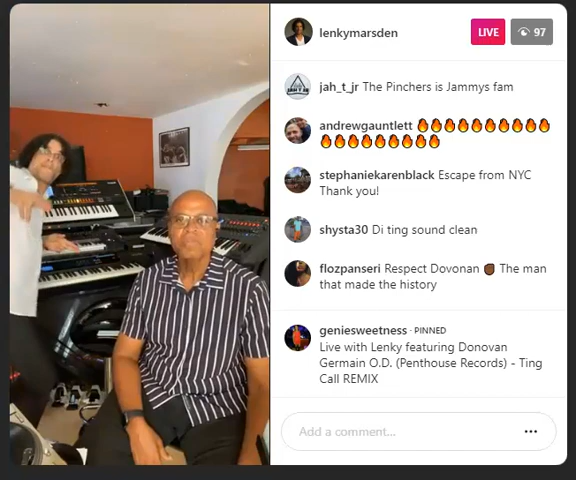 lenkymarsden
LIVE
97
jah_t_jr The Pinchers is Jammys fam
andrewgauntlett 🔥🔥🔥🔥🔥🔥🔥🔥🔥🔥
🔥🔥🔥🔥🔥🔥🔥🔥🔥
stephaniekarenblack Escape from NYC
Thank you!
shysta30 Di ting sound clean
flozpanseri Respect Dovonan ✊🏿 The man
that made the history
geniesweetness · PINNED
Live with Lenky featuring Donovan
Germain O.D. (Penthouse Records) - Ting
Call REMIX
Add a comment...